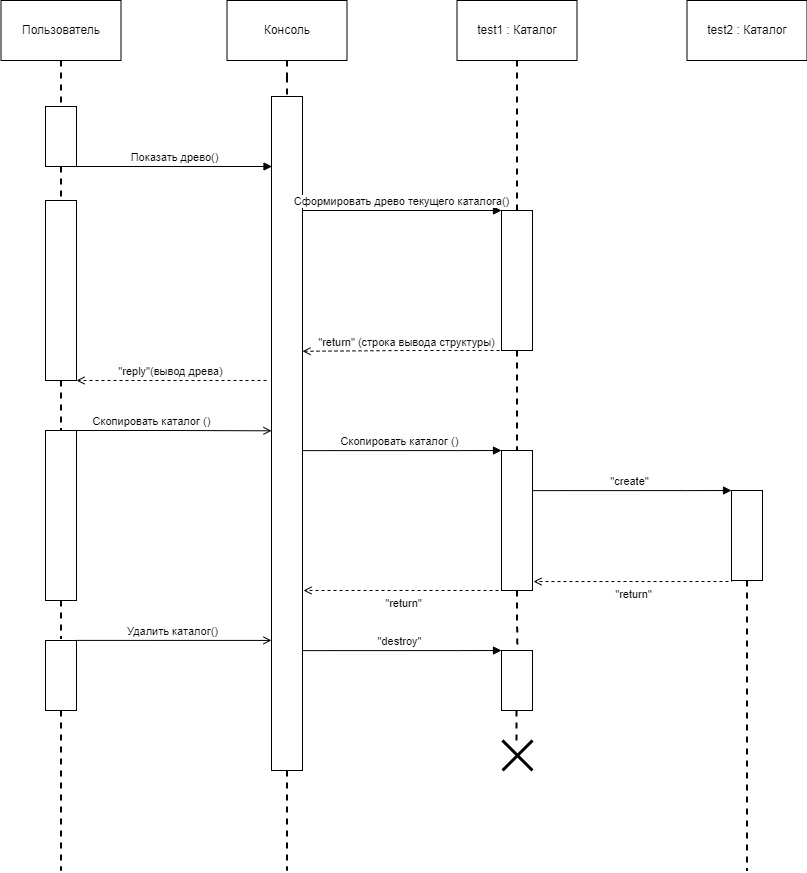 Пользователь
Консоль
test1 : Каталог
test2 : Каталог
Показать древо()
Сформировать древо текущего каталога()
"return" (строка вывода структуры)
"reply"(вывод древа)
Скопировать каталог ()
Скопировать каталог ()
"create"
"return"
"return"
Удалить каталог()
"destroy"